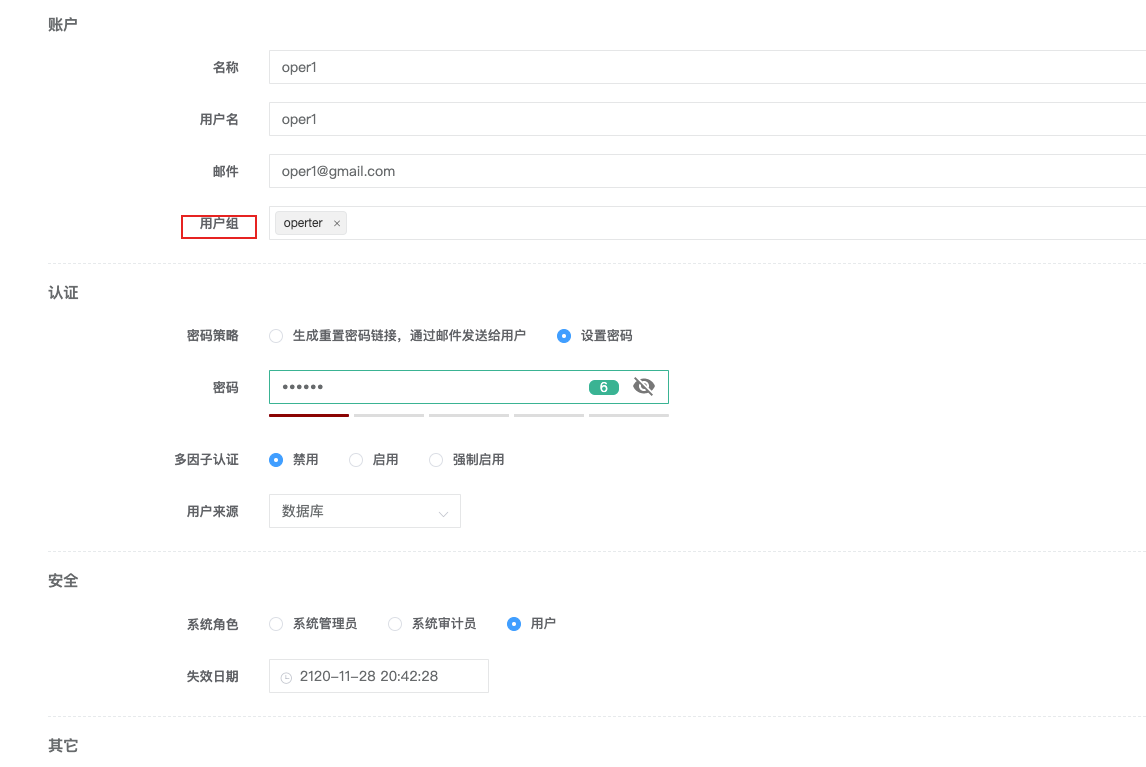 账户
名称 oper1
用户名 oper1
邮件 oper1@gmail.com
用户组 operter ×
认证
密码策略 生成重置密码链接，通过邮件发送给用户 设置密码
密码 •••••• 6
多因子认证 禁用 启用 强制启用
用户来源 数据库
安全
系统角色 系统管理员 系统审计员 用户
失效日期 2120-11-28 20:42:28
其它